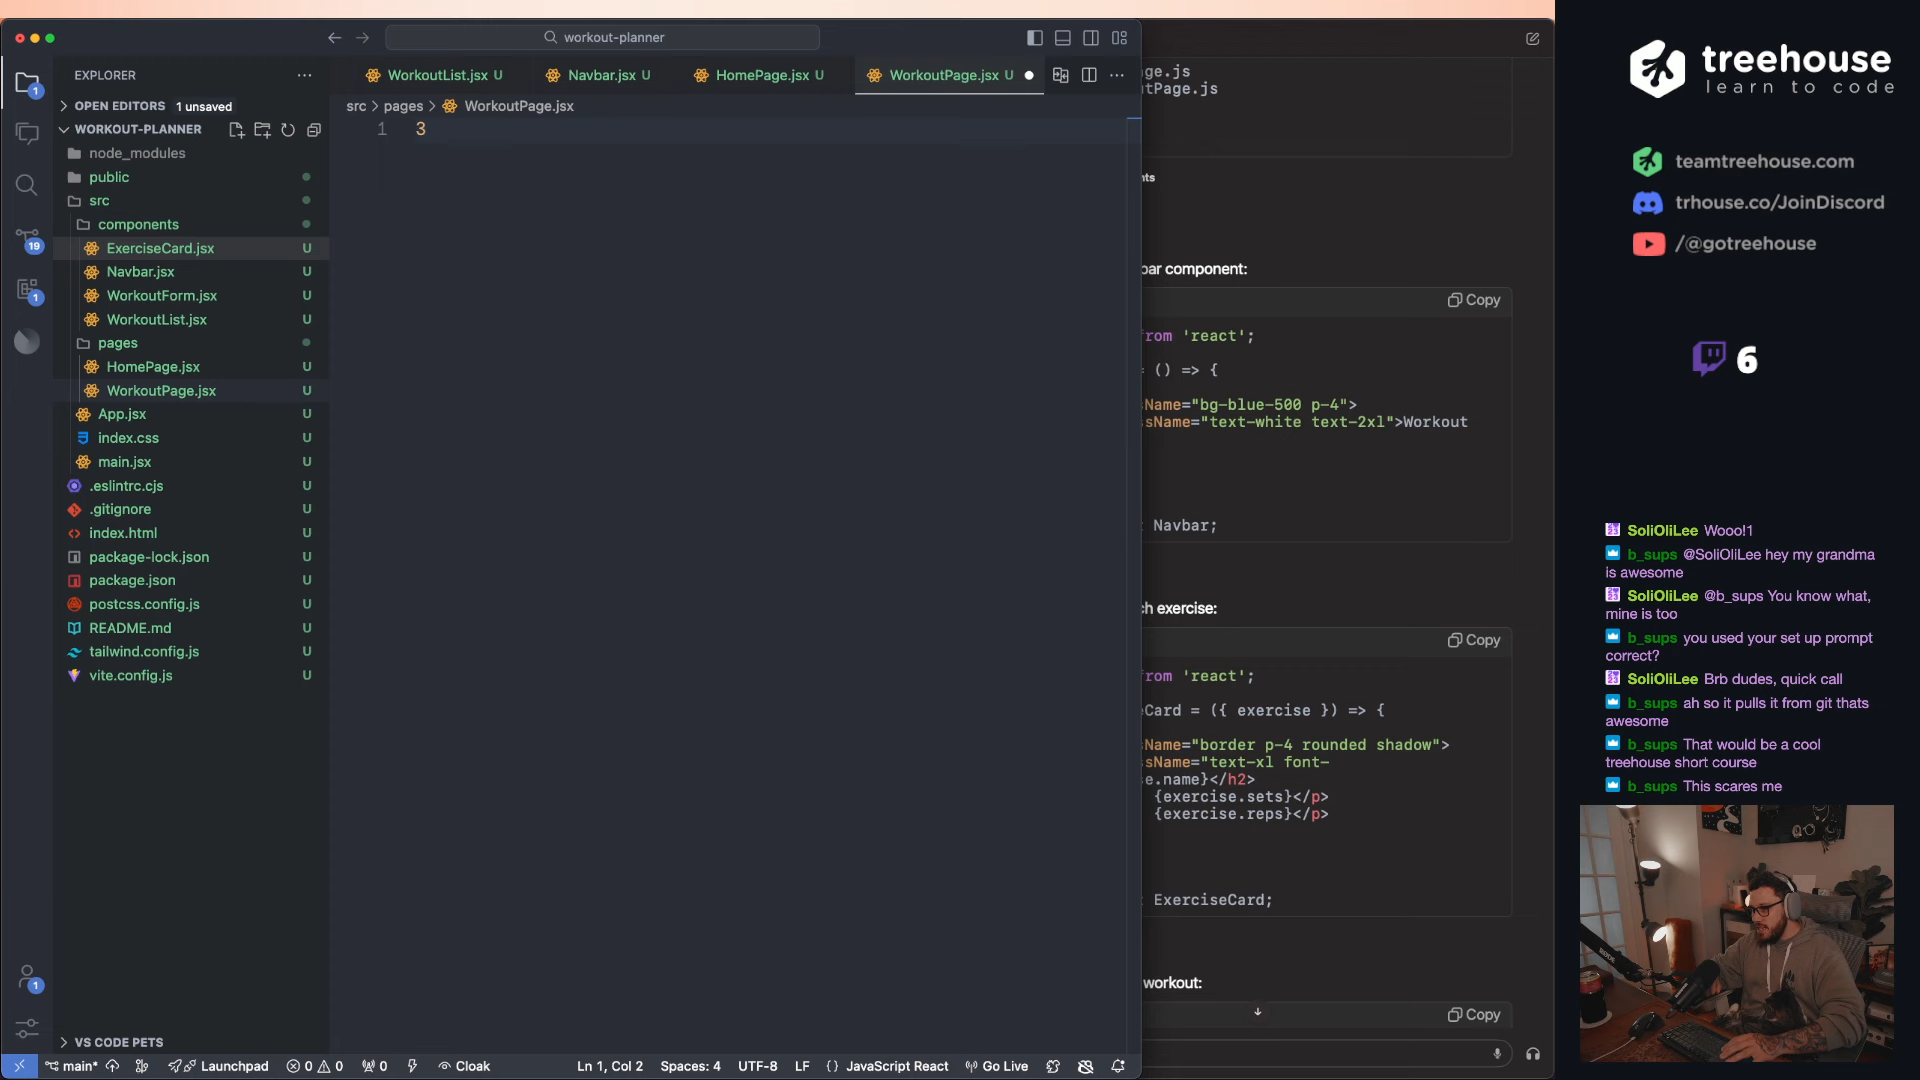 workout-planner
EXPLORER
OPEN EDITORS 1 unsaved
WORKOUT-PLANNER
node_modules
public
src
components
ExerciseCard.jsx U
Navbar.jsx U
WorkoutForm.jsx U
WorkoutList.jsx U
pages
HomePage.jsx U
WorkoutPage.jsx U
App.jsx U
index.css U
main.jsx U
.eslintrc.cjs U
.gitignore U
index.html U
package-lock.json U
package.json U
postcss.config.js U
README.md U
tailwind.config.js U
vite.config.js U
VS CODE PETS
1
19
1
1
WorkoutList.jsx U
Navbar.jsx U
HomePage.jsx U
WorkoutPage.jsx U
src > pages > WorkoutPage.jsx
1 3
ge.js
tPage.js
nts
bar component:
Copy
rom 'react';
= () => {
Name="bg-blue-500 p-4">
sName="text-white text-2xl">Workout
Navbar;
ch exercise:
Copy
rom 'react';
eCard = ({ exercise }) => {
Name="border p-4 rounded shadow">
sName="text-xl font-
e.name}</h2>
{exercise.sets}</p>
{exercise.reps}</p>
ExerciseCard;
workout:
Copy
main*
Launchpad
0 0
0
Cloak
Ln 1, Col 2
Spaces: 4
UTF-8
LF
{} JavaScript React
Go Live
treehouse
learn to code
teamtreehouse.com
trhouse.co/JoinDiscord
/@gotreehouse
6
SoliOliLee Wooo!1
b_sups @SoliOliLee hey my grandma
is awesome
SoliOliLee @b_sups You know what,
mine is too
b_sups you used your set up prompt
correct?
SoliOliLee Brb dudes, quick call
b_sups ah so it pulls it from git thats
awesome
b_sups That would be a cool
treehouse short course
b_sups This scares me